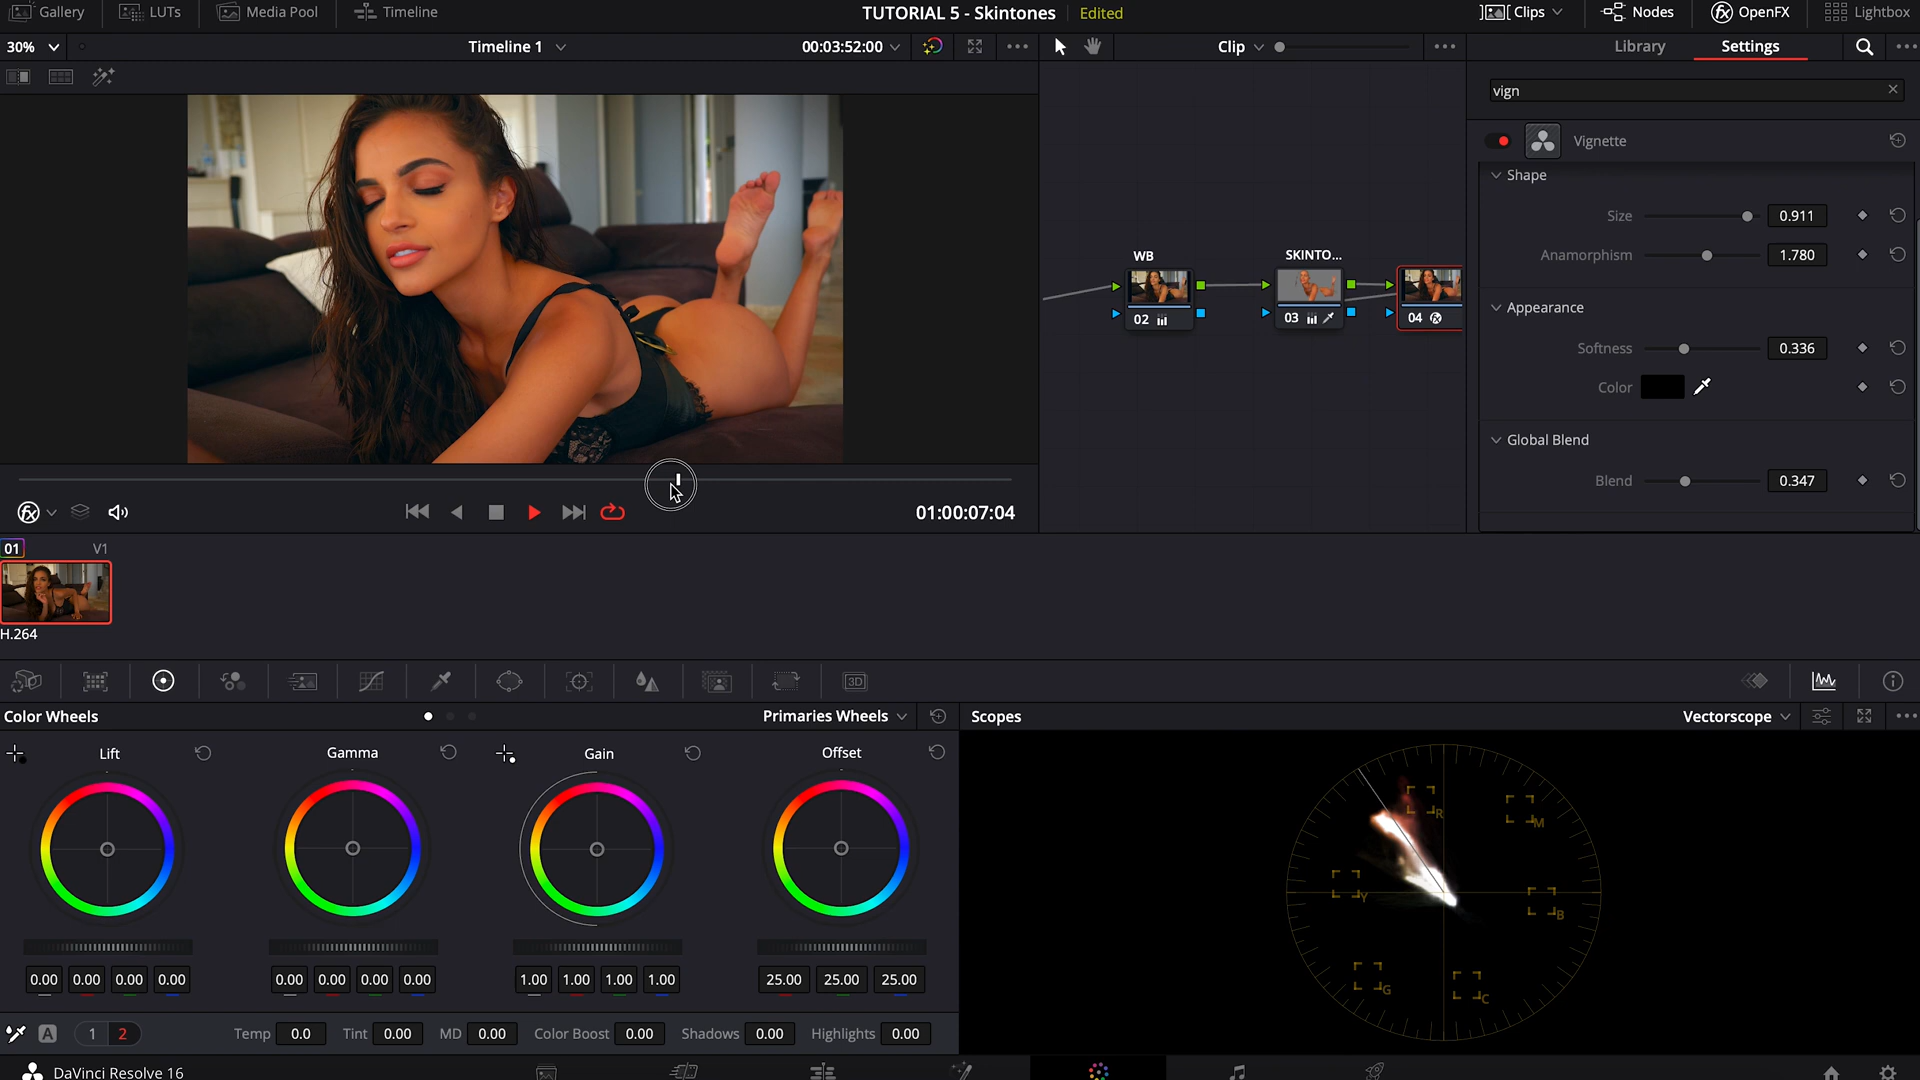 Gallery LUTs Media Pool Timeline TUTORIAL 5 - Skintones Edited Clips Nodes OpenFX Lightbox
30% Timeline 1 00:03:52:00 Clip Library Settings
vign
Vignette
Shape
Size 0.911
Anamorphism 1.780
Appearance
Softness 0.336
Color
Global Blend
Blend 0.347
WB SKINTO...
02 03 04
01:00:07:04
01 V1
H.264
3D
Color Wheels Primaries Wheels Scopes Vectorscope
Lift Gamma Gain Offset
R M Y B G C
0.00 0.00 0.00 0.00 0.00 0.00 0.00 0.00 1.00 1.00 1.00 1.00 25.00 25.00 25.00
A 1 2 Temp 0.0 Tint 0.00 MD 0.00 Color Boost 0.00 Shadows 0.00 Highlights 0.00
DaVinci Resolve 16